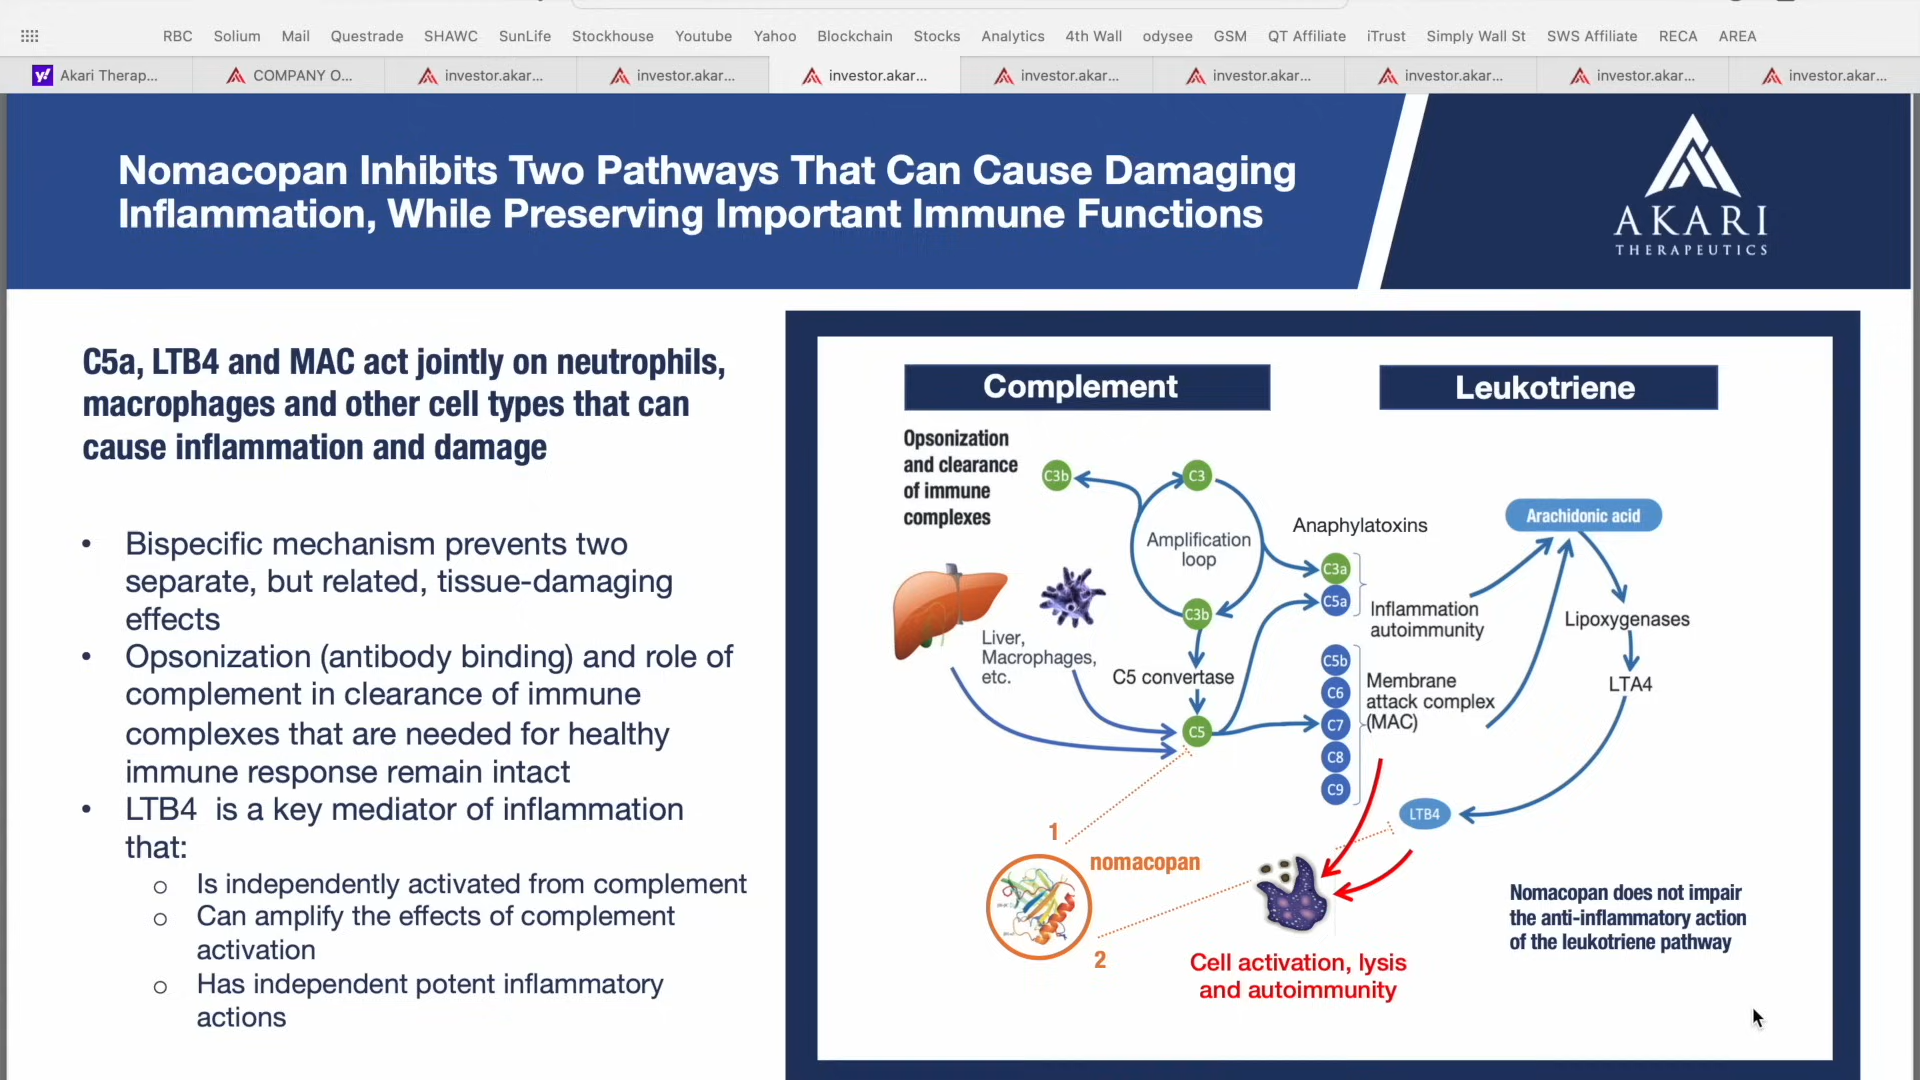 RBC Solium Mail Questrade SHAWC SunLife Stockhouse Youtube Yahoo Blockchain Stocks Analytics 4th Wall odysee GSM QT Affiliate iTrust Simply Wall St SWS Affiliate RECA AREA
y! Akari Therap... COMPANY O... investor.akar... investor.akar... investor.akar... investor.akar... investor.akar... investor.akar... investor.akar... investor.akar...
Nomacopan Inhibits Two Pathways That Can Cause Damaging
Inflammation, While Preserving Important Immune Functions
AKARI
THERAPEUTICS
C5a, LTB4 and MAC act jointly on neutrophils,
macrophages and other cell types that can
cause inflammation and damage
• Bispecific mechanism prevents two
separate, but related, tissue-damaging
effects
• Opsonization (antibody binding) and role of
complement in clearance of immune
complexes that are needed for healthy
immune response remain intact
• LTB4 is a key mediator of inflammation
that:
o Is independently activated from complement
o Can amplify the effects of complement
activation
o Has independent potent inflammatory
actions
Complement
Opsonization
and clearance
of immune
complexes
C3b
C3
Amplification
loop
C3b
Liver,
Macrophages,
etc.
C5 convertase
C5
Anaphylatoxins
C3a
C5a
Inflammation
autoimmunity
C5b
C6
C7
C8
C9
Membrane
attack complex
(MAC)
Leukotriene
Arachidonic acid
Lipoxygenases
LTA4
LTB4
1
nomacopan
2
Cell activation, lysis
and autoimmunity
Nomacopan does not impair
the anti-inflammatory action
of the leukotriene pathway